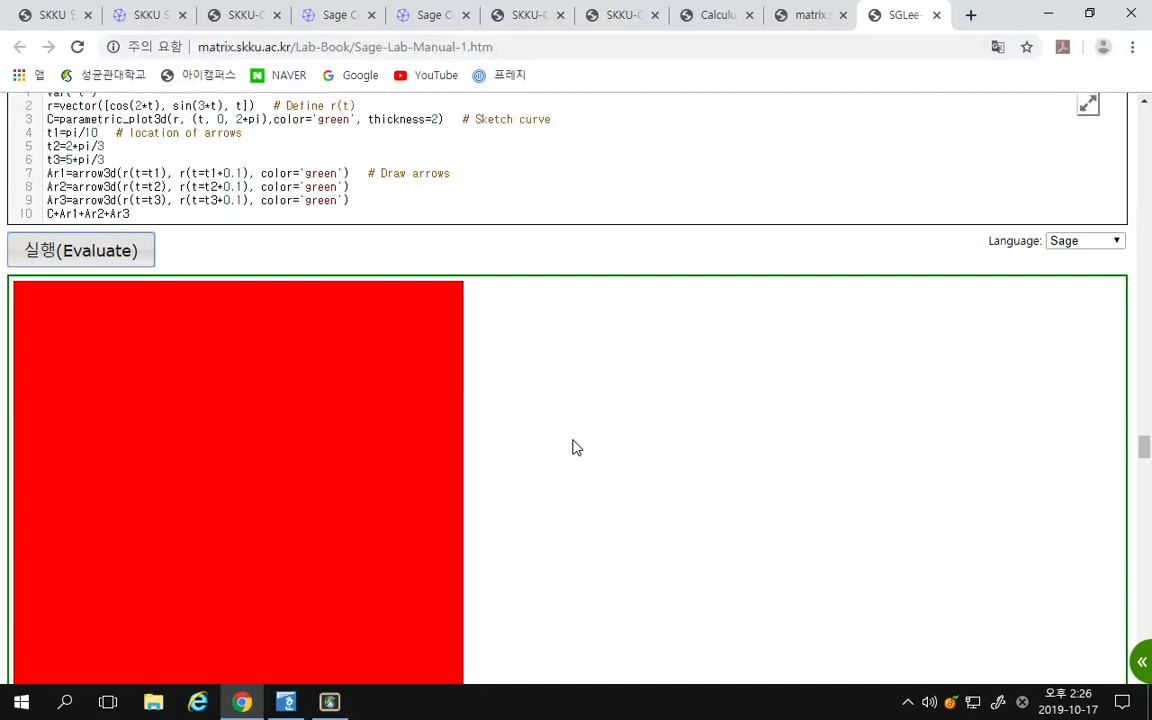 SKKU SKKU S SKKU-C Sage C Sage C SKKU-C SKKU-C Calculu matrix.s SGLee-
주의 요함 matrix.skku.ac.kr/Lab-Book/Sage-Lab-Manual-1.htm
앱 성균관대학교 아이캠퍼스 NAVER Google YouTube 프레지
1 var('t')
2 r=vector([cos(2*t), sin(3*t), t]) # Define r(t)
3 C=parametric_plot3d(r, (t, 0, 2*pi),color='green', thickness=2) # Sketch curve
4 t1=pi/10 # location of arrows
5 t2=2*pi/3
6 t3=5*pi/3
7 Ar1=arrow3d(r(t=t1), r(t=t1+0.1), color='green') # Draw arrows
8 Ar2=arrow3d(r(t=t2), r(t=t2+0.1), color='green')
9 Ar3=arrow3d(r(t=t3), r(t=t3+0.1), color='green')
10 C+Ar1+Ar2+Ar3
실행(Evaluate)
Language: Sage
오후 2:26
2019-10-17